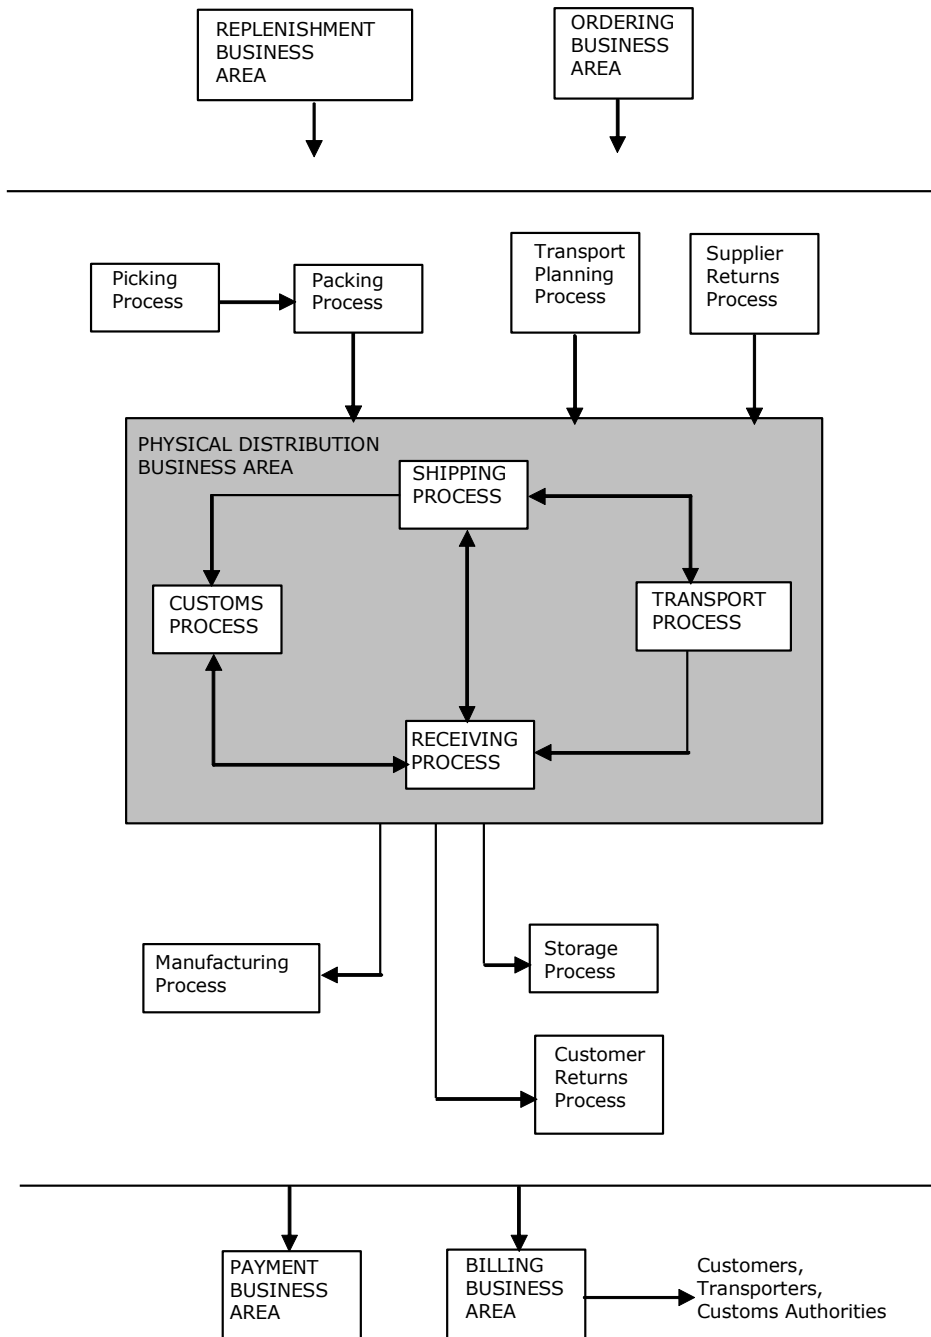 REPLENISHMENT
BUSINESS
AREA
ORDERING
BUSINESS
AREA
Picking
Process
Packing
Process
Transport
Planning
Process
Supplier
Returns
Process
PHYSICAL DISTRIBUTION
BUSINESS AREA
SHIPPING
PROCESS
CUSTOMS
PROCESS
TRANSPORT
PROCESS
RECEIVING
PROCESS
Manufacturing
Process
Storage
Process
Customer
Returns
Process
PAYMENT
BUSINESS
AREA
BILLING
BUSINESS
AREA
Customers,
Transporters,
Customs Authorities